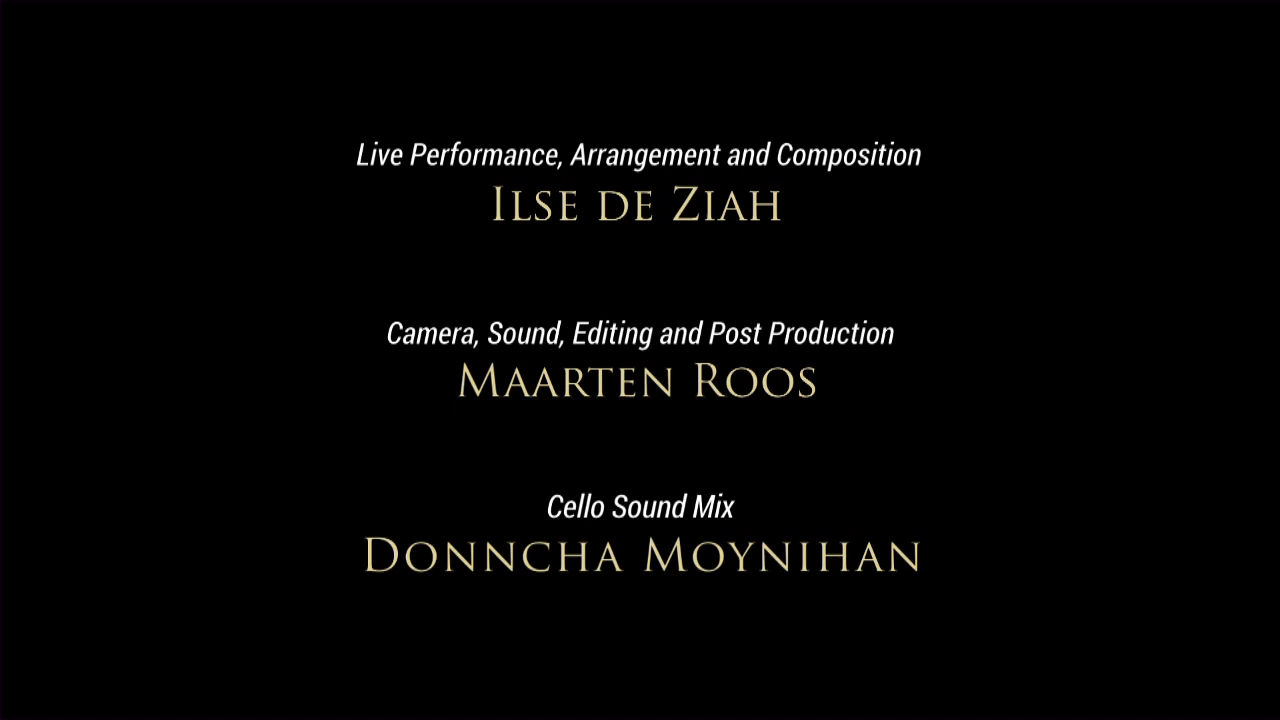 Live Performance, Arrangement and Composition
Ilse de Ziah
Camera, Sound, Editing and Post Production
Maarten Roos
Cello Sound Mix
Donncha Moynihan